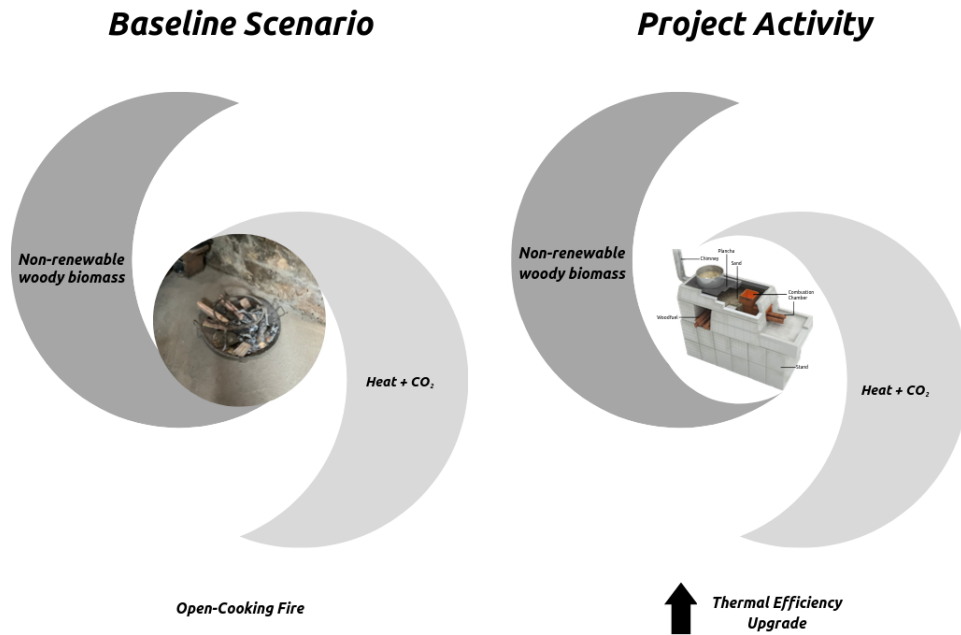 Baseline Scenario
Project Activity
Non-renewable
woody biomass
Heat + CO₂
Open-Cooking Fire
Non-renewable
woody biomass
Chimney
Plancha
Sand
Combustion
Chamber
Woodfuel
Stand
Heat + CO₂
Thermal Efficiency
Upgrade